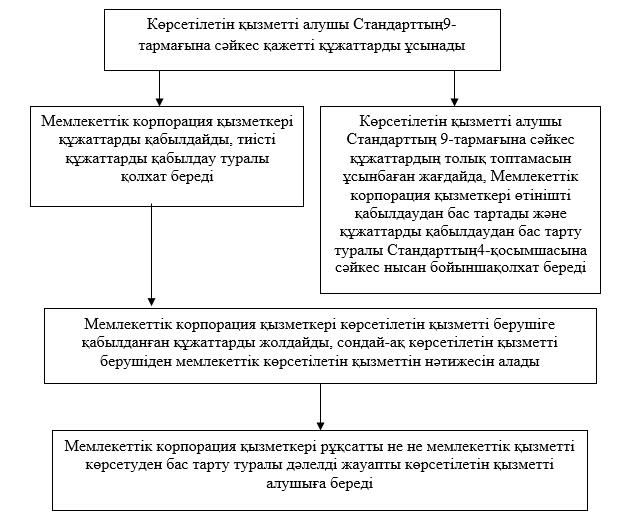 Көрсетілетін қызметті алушы Стандарттың9-
тармағына сәйкес қажетті құжаттарды ұсынады
Мемлекеттік корпорация қызметкері
құжаттарды қабылдайды, тиісті
құжаттарды қабылдау туралы
қолхат береді
Көрсетілетін қызметті алушы
Стандарттың 9-тармағына сәйкес
құжаттардың толық топтамасын
ұсынбаған жағдайда, Мемлекеттік
корпорация қызметкері өтінішті
қабылдаудан бас тартады және
құжаттарды қабылдаудан бас тарту
туралы Стандарттың4-қосымшасына
сәйкес нысан бойыншақолхат береді
Мемлекеттік корпорация қызметкері көрсетілетін қызметті берушіге
қабылданған құжаттарды жолдайды, сондай-ақ көрсетілетін қызметті
берушіден мемлекеттік көрсетілетін қызметтін нәтижесін алады
Мемлекеттік корпорация қызметкері рұқсатты не не мемлекеттік қызметті
көрсетуден бас тарту туралы дәлелді жауапты көрсетілетін қызметті
алушыға береді